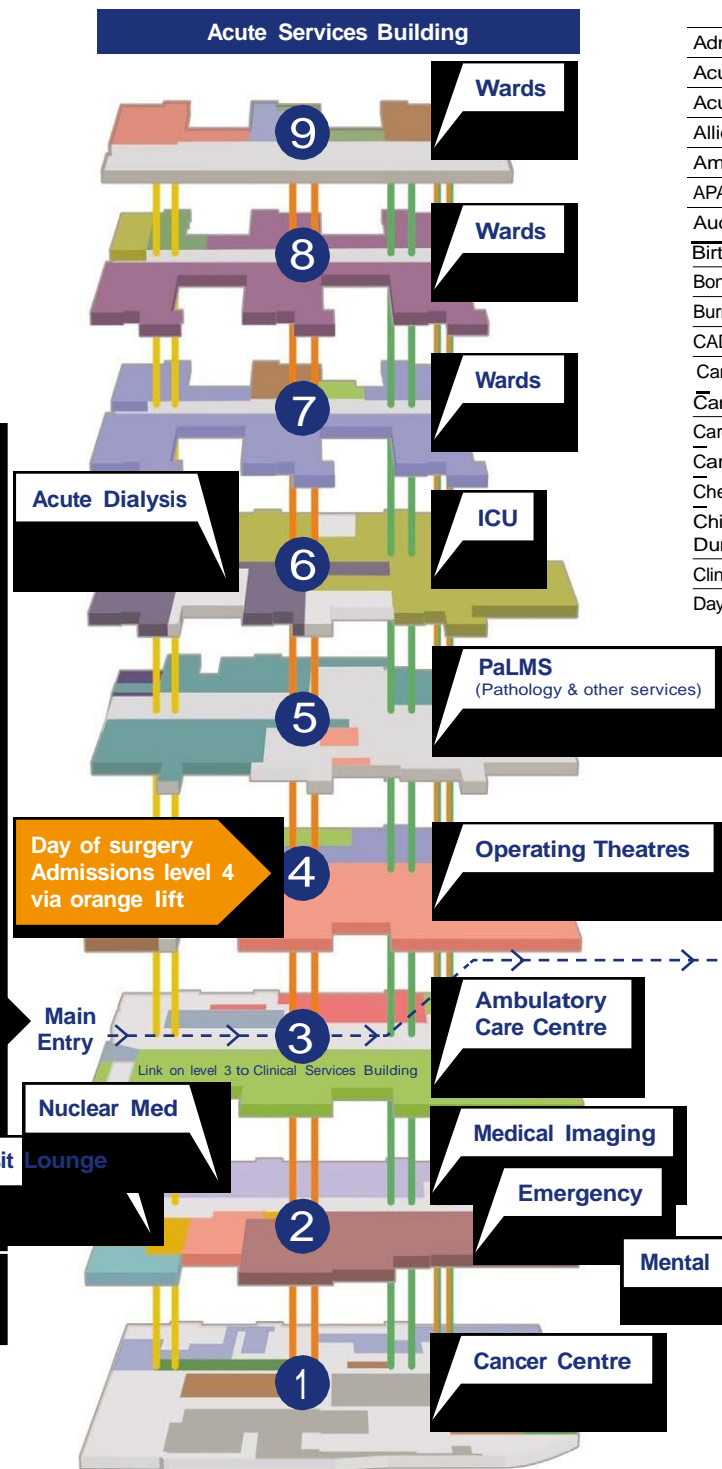 Acute Services Building
Wards
9
Wards
8
Wards
7
Acute Dialysis
ICU
6
PaLMS
(Pathology & other services)
5
Day of surgery
Admissions level 4
via orange lift
4
Operating Theatres
Main
Entry
3
Ambulatory
Care Centre
Link on level 3 to Clinical Services Building
Nuclear Med
Medical Imaging
Lounge
Emergency
2
Mental
Cancer Centre
1